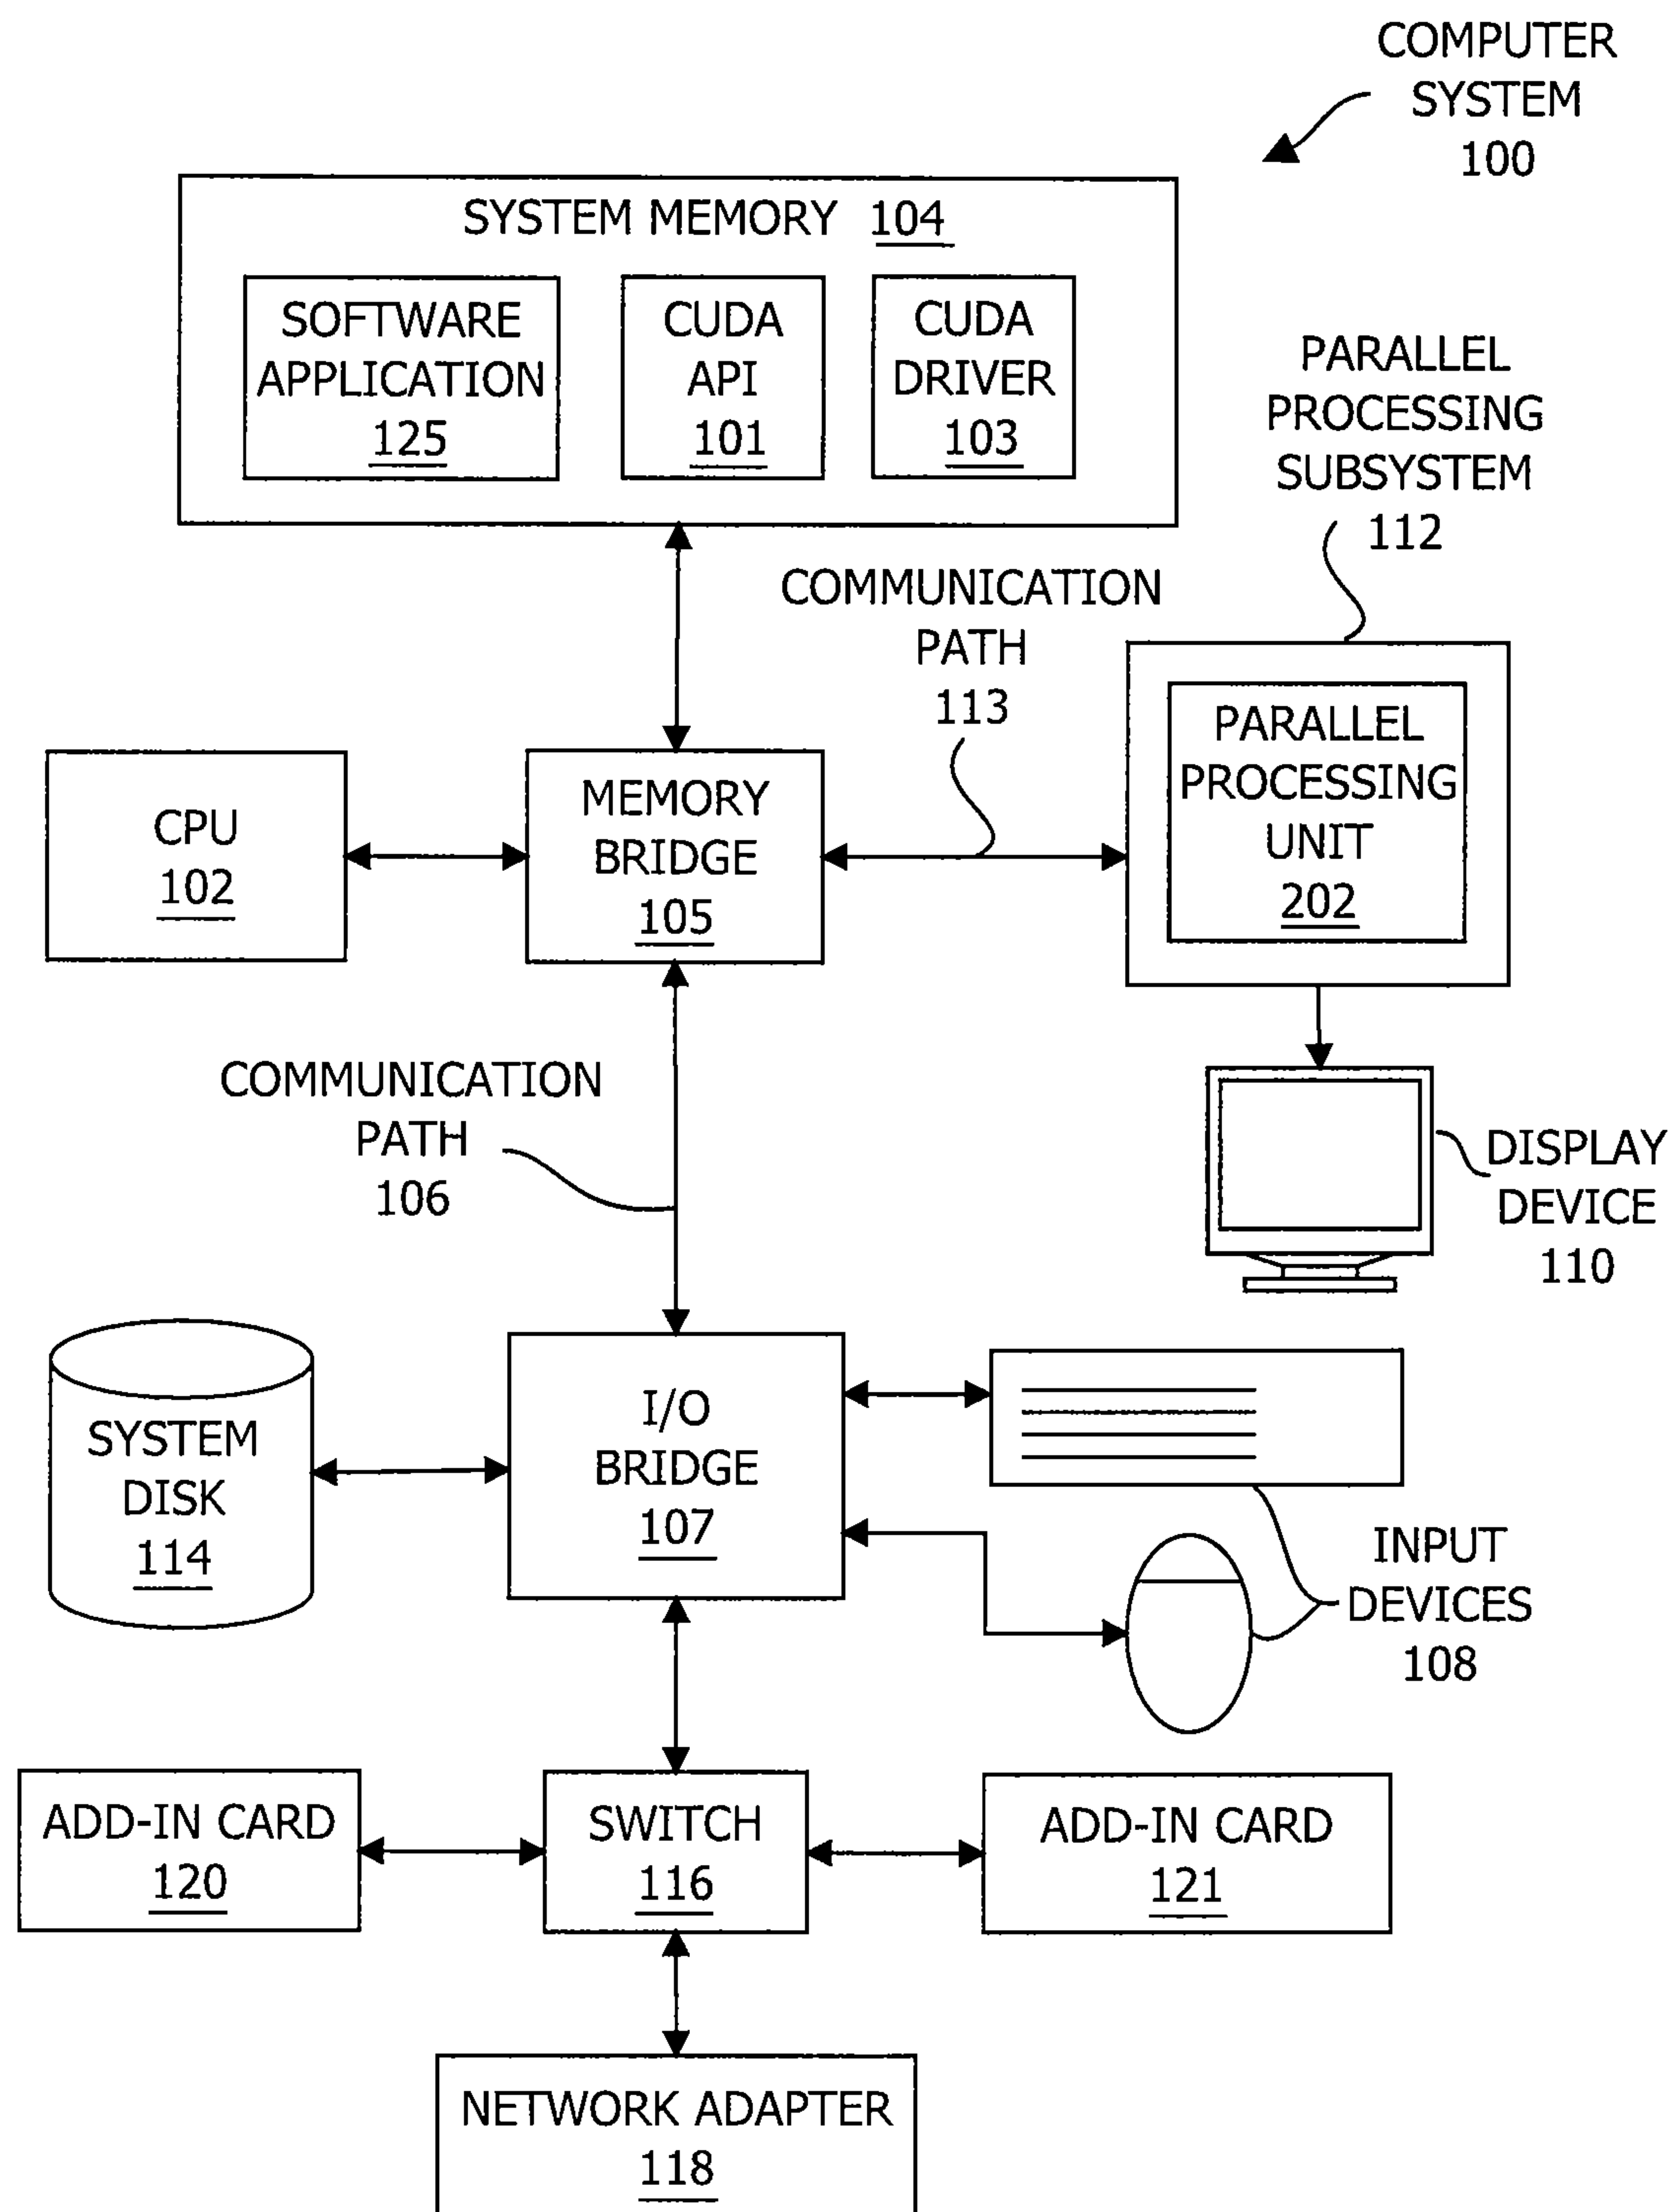 COMPUTER
SYSTEM
100
SYSTEM MEMORY 104
SOFTWARE
APPLICATION
125
CUDA
API
101
CUDA
DRIVER
103
PARALLEL
PROCESSING
SUBSYSTEM
112
COMMUNICATION
PATH
113
CPU
102
MEMORY
BRIDGE
105
PARALLEL
PROCESSING
UNIT
202
COMMUNICATION
PATH
106
DISPLAY
DEVICE
110
SYSTEM
DISK
114
I/O
BRIDGE
107
INPUT
DEVICES
108
ADD-IN CARD
120
SWITCH
116
ADD-IN CARD
121
NETWORK ADAPTER
118